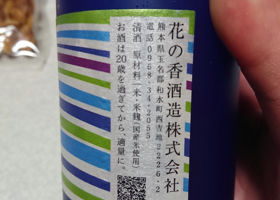 花の香酒造株式会社
熊本県玉名郡和水町西吉地2226-2
電話0968-34-2055
清酒 原材料 米・米麹(国産米使用)
お酒は20歳を過ぎてから、適量に。